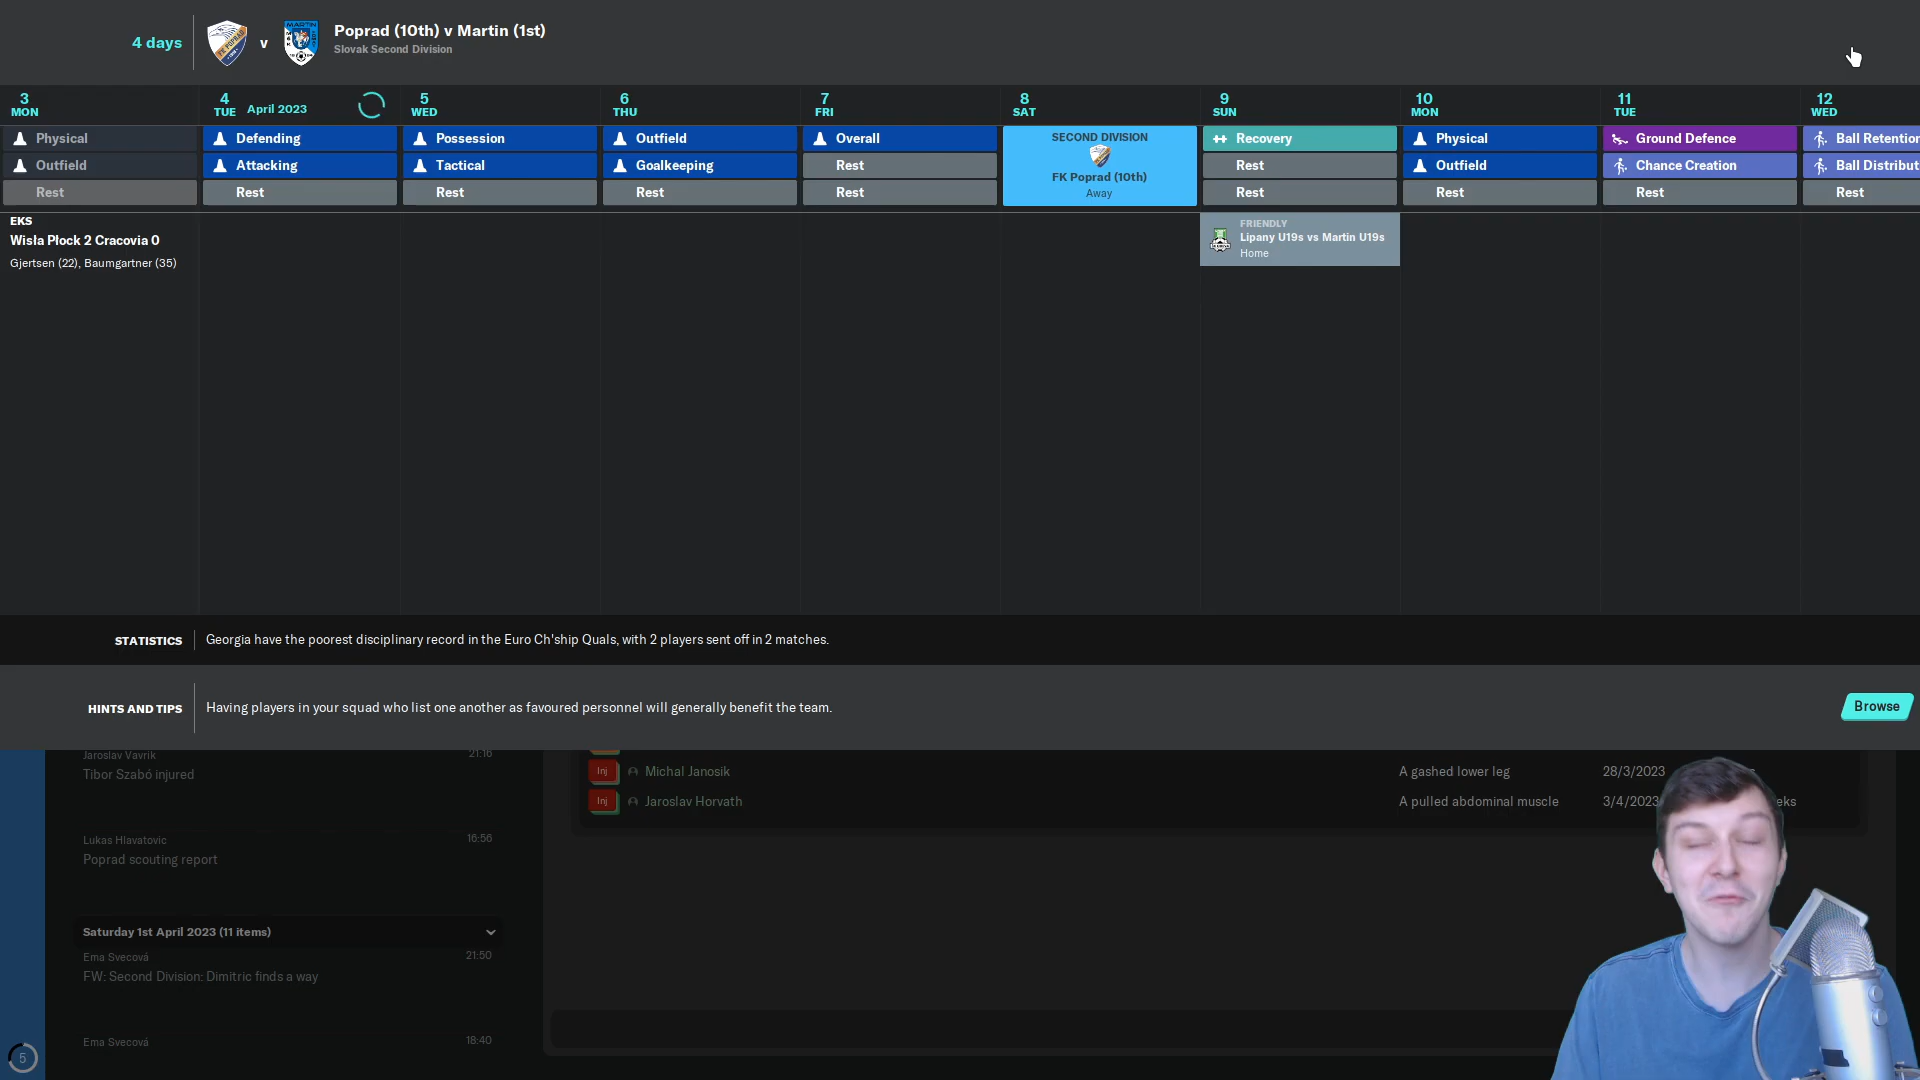 4 days
v
Poprad (10th) v Martin (1st)
Slovak Second Division
3
MON
4
TUE April 2023
5
WED
6
THU
7
FRI
8
SAT
9
SUN
10
MON
11
TUE
12
WED
Physical
Outfield
Rest
Defending
Attacking
Rest
Possession
Tactical
Rest
Outfield
Goalkeeping
Rest
Overall
Rest
Rest
SECOND DIVISION
FK Poprad (10th)
Away
Recovery
Rest
Rest
Physical
Outfield
Rest
Ground Defence
Chance Creation
Rest
Ball Retention
Ball Distribut
Rest
EKS
Wisla Plock 2 Cracovia 0
Gjertsen (22), Baumgartner (35)
FRIENDLY
Lipany U19s vs Martin U19s
Home
STATISTICS
Georgia have the poorest disciplinary record in the Euro Ch'ship Quals, with 2 players sent off in 2 matches.
HINTS AND TIPS
Having players in your squad who list one another as favoured personnel will generally benefit the team.
Browse
Jaroslav Vavrik 21:16
Tibor Szabó injured
Lukas Hlavatovic 16:56
Poprad scouting report
Saturday 1st April 2023 (11 items)
Ema Svecová 21:50
FW: Second Division: Dimitric finds a way
Ema Svecová 18:40
Inj Michal Janosik A gashed lower leg 28/3/2023
Inj Jaroslav Horvath A pulled abdominal muscle 3/4/2023 eks
5